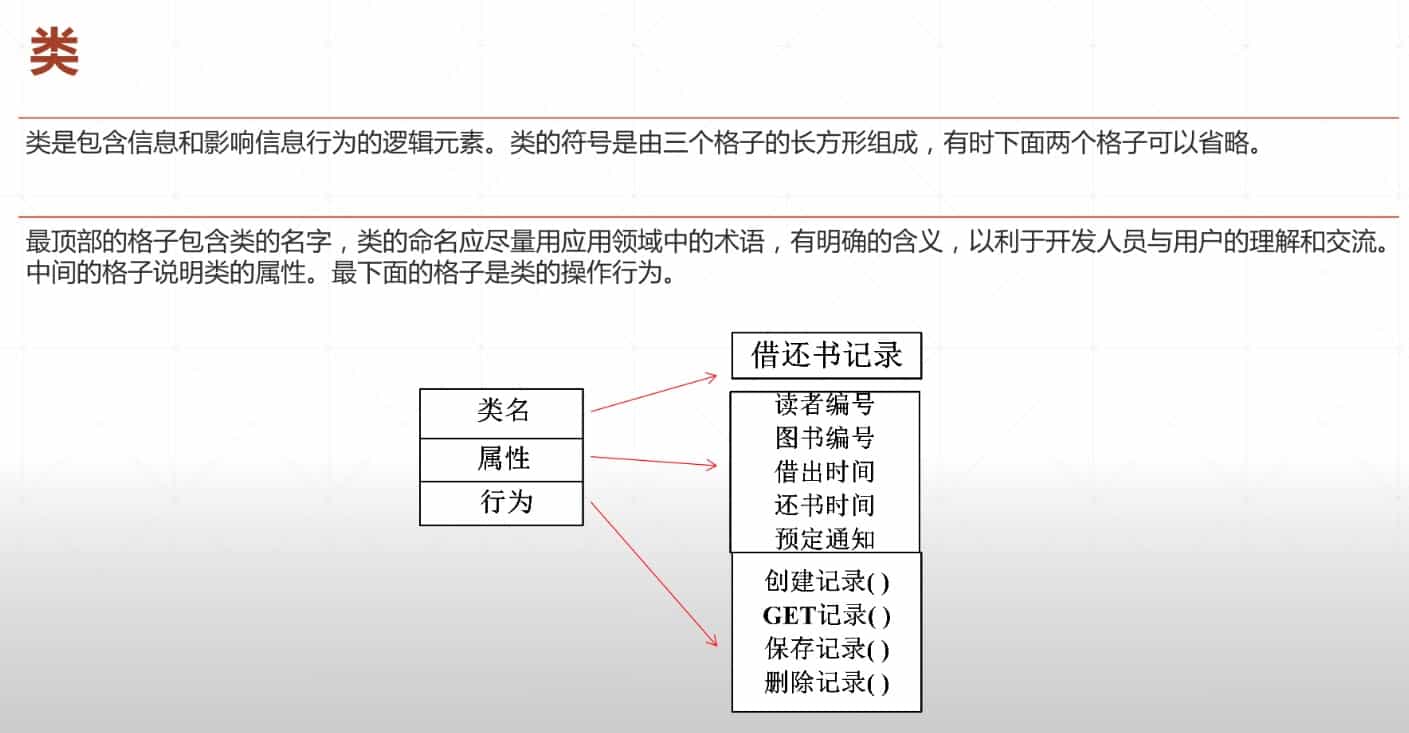 类
类是包含信息和影响信息行为的逻辑元素。类的符号是由三个格子的长方形组成，有时下面两个格子可以省略。
最顶部的格子包含类的名字，类的命名应尽量用应用领域中的术语，有明确的含义，以利于开发人员与用户的理解和交流。
中间的格子说明类的属性。最下面的格子是类的操作行为。
类名
属性
行为
借还书记录
读者编号
图书编号
借出时间
还书时间
预定通知
创建记录( )
GET记录( )
保存记录( )
删除记录( )